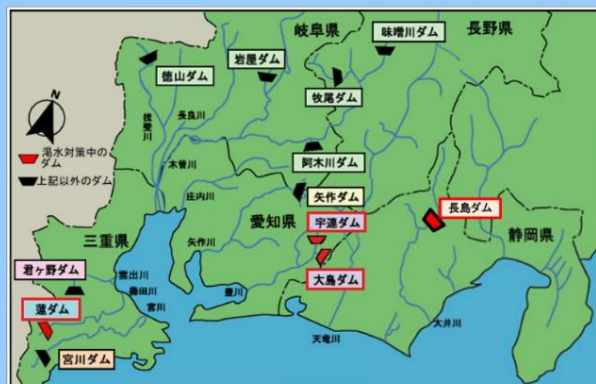 岐阜県
長野県
味噌川ダム
岩屋ダム
徳山ダム
牧尾ダム
N
揖斐川
長良川
渇水対策中の
ダム
上記以外のダム
木曽川
阿木川ダム
庄内川
矢作ダム
愛知県
宇連ダム
長島ダム
静岡県
三重県
矢作川
君ヶ野ダム
雲出川
大島ダム
豊川
櫛田川
蓮ダム
宮川
大井川
天竜川
宮川ダム